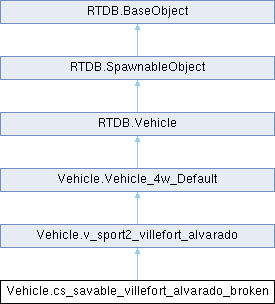 RTDB.BaseObject
RTDB.SpawnableObject
RTDB.Vehicle
Vehicle.Vehicle_4w_Default
Vehicle.v_sport2_villefort_alvarado
Vehicle.cs_savable_villefort_alvarado_broken